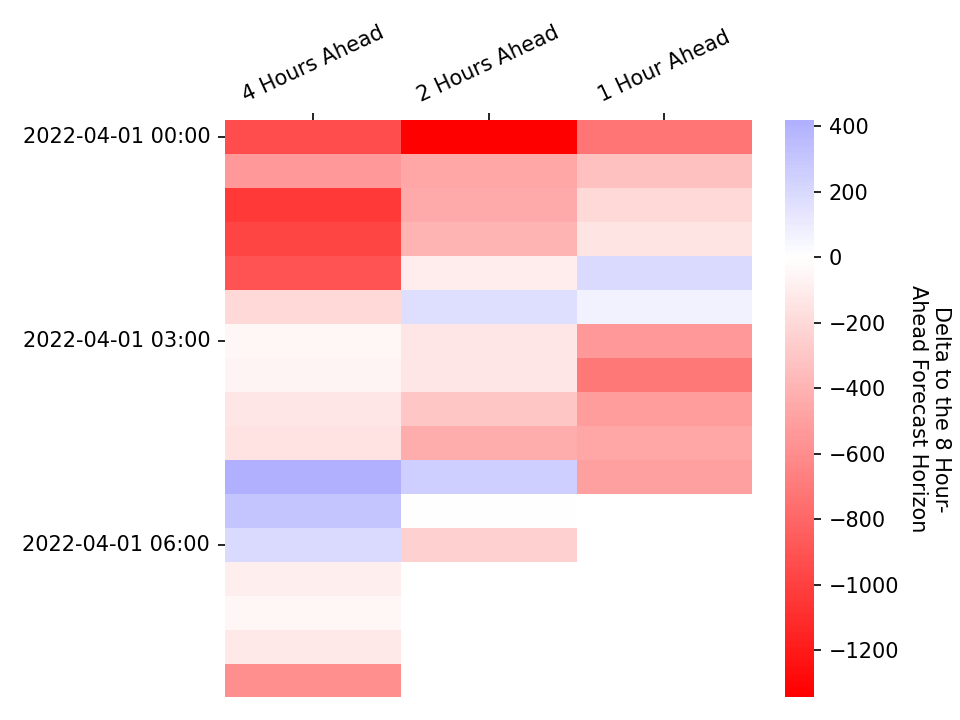 4 Hours Ahead
2 Hours Ahead
1 Hour Ahead
2022-04-01 00:00
2022-04-01 03:00
2022-04-01 06:00
400
200
0
−200
−400
−600
−800
−1000
−1200
Delta to the 8 Hour-
Ahead Forecast Horizon